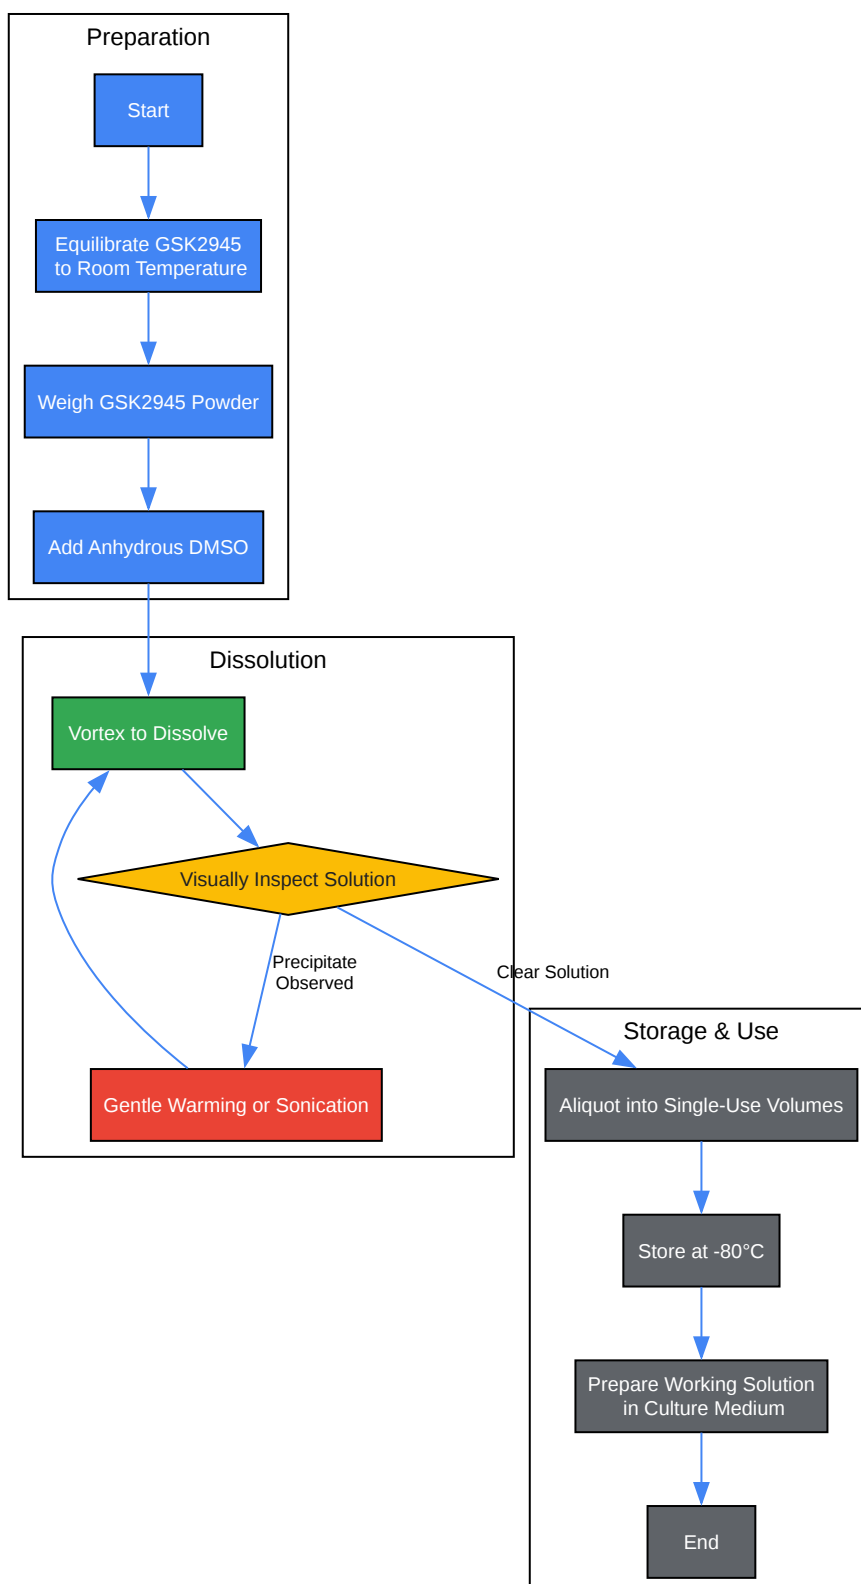 Preparation
Start
Equilibrate GSK2945
to Room Temperature
Weigh GSK2945 Powder
Add Anhydrous DMSO
Dissolution
Vortex to Dissolve
Visually Inspect Solution
Precipitate
Observed
Clear Solution
Gentle Warming or Sonication
Storage & Use
Aliquot into Single-Use Volumes
Store at -80°C
Prepare Working Solution
in Culture Medium
End